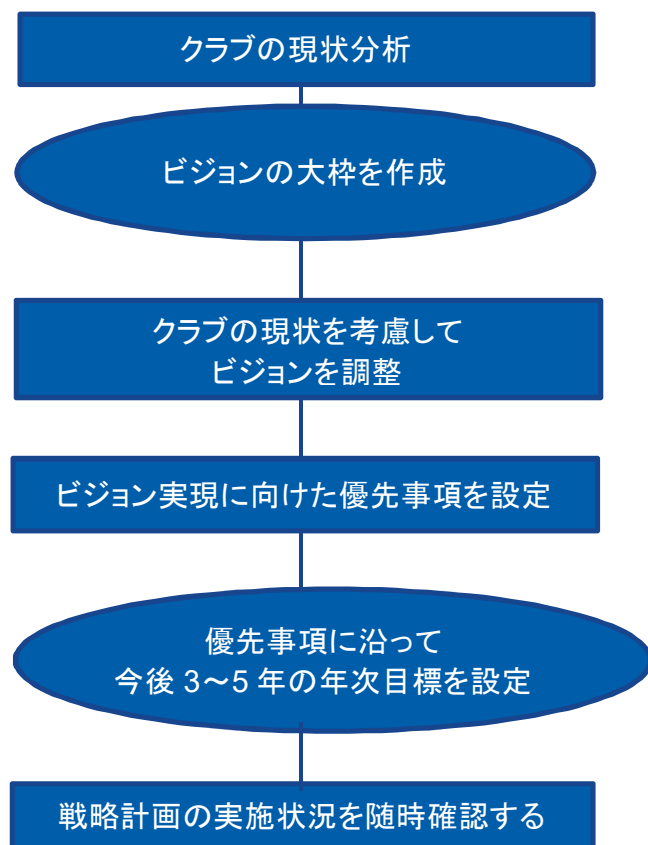 クラブの現状分析
ビジョンの大枠を作成
クラブの現状を考慮して
ビジョンを調整
ビジョン実現に向けた優先事項を設定
優先事項に沿って
今後 3〜5 年の年次目標を設定
戦略計画の実施状況を随時確認する